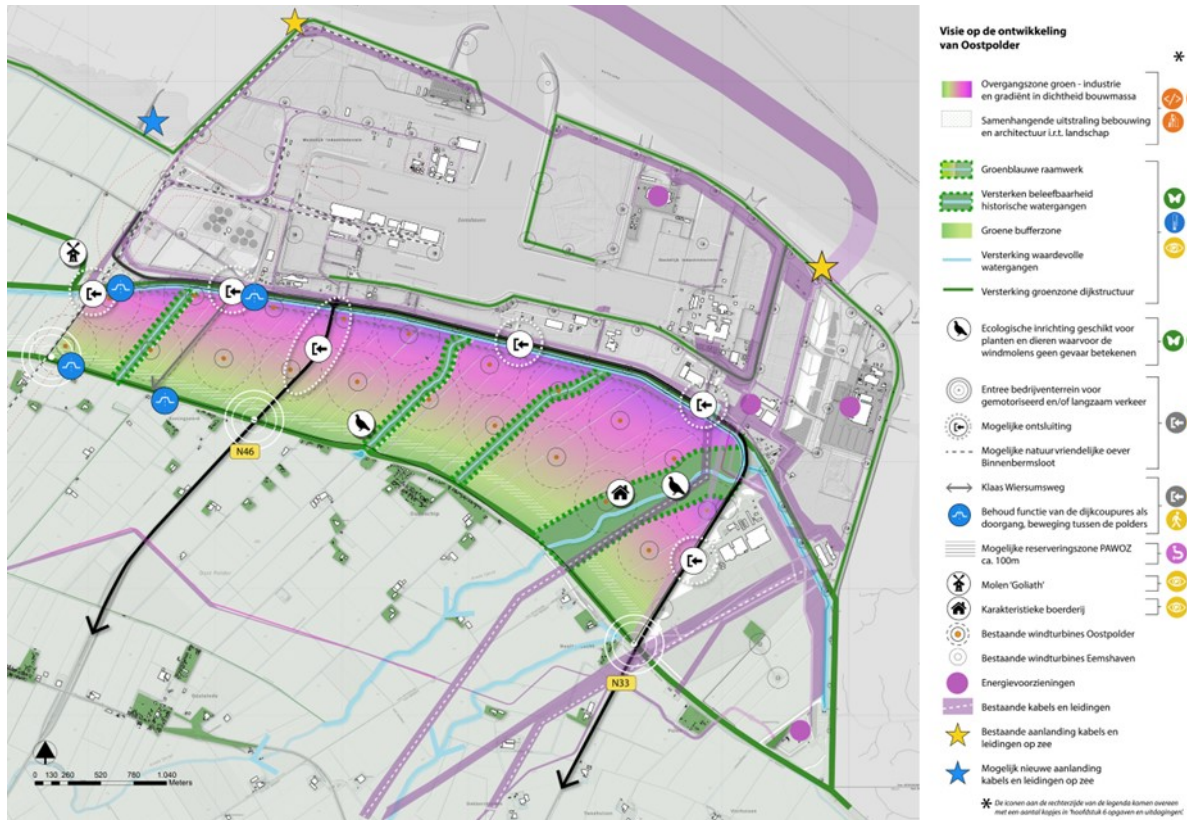 Visie op de ontwikkeling
van Oostpolder
*
Overgangszone groen - industrie
en gradiënt in dichtheid bouwmassa
Samenhangende uitstraling bebouwing
en architectuur i.r.t. landschap
Groenblauwe raamwerk
Versterken beleefbaarheid
historische watergangen
Groene bufferzone
Versterking waardevolle
watergangen
Versterking groenzone dijkstructuur
Ecologische inrichting geschikt voor
planten en dieren waarvoor de
windmolens geen gevaar betekenen
Entree bedrijventerrein voor
gemotoriseerd en/of langzaam verkeer
Mogelijke ontsluiting
Mogelijke natuurvriendelijke oever
Binnenbermsloot
Klaas Wiersumsweg
Behoud functie van de dijkcoupures als
doorgang, beweging tussen de polders
Mogelijke reserveringszone PAWOZ
ca. 100m
Molen 'Goliath'
Karakteristieke boerderij
Bestaande windturbines Oostpolder
Bestaande windturbines Eemshaven
Energievoorzieningen
Bestaande kabels en leidingen
Bestaande aanlanding kabels en
leidingen op zee
Mogelijk nieuwe aanlanding
kabels en leidingen op zee
* De iconen aan de rechterzijde van de legenda komen overeen
met een aantal kopjes in 'hoofdstuk 6 opgaven en uitdagingen'
N46
N33
0 130 260 520 780 1.040
Meters